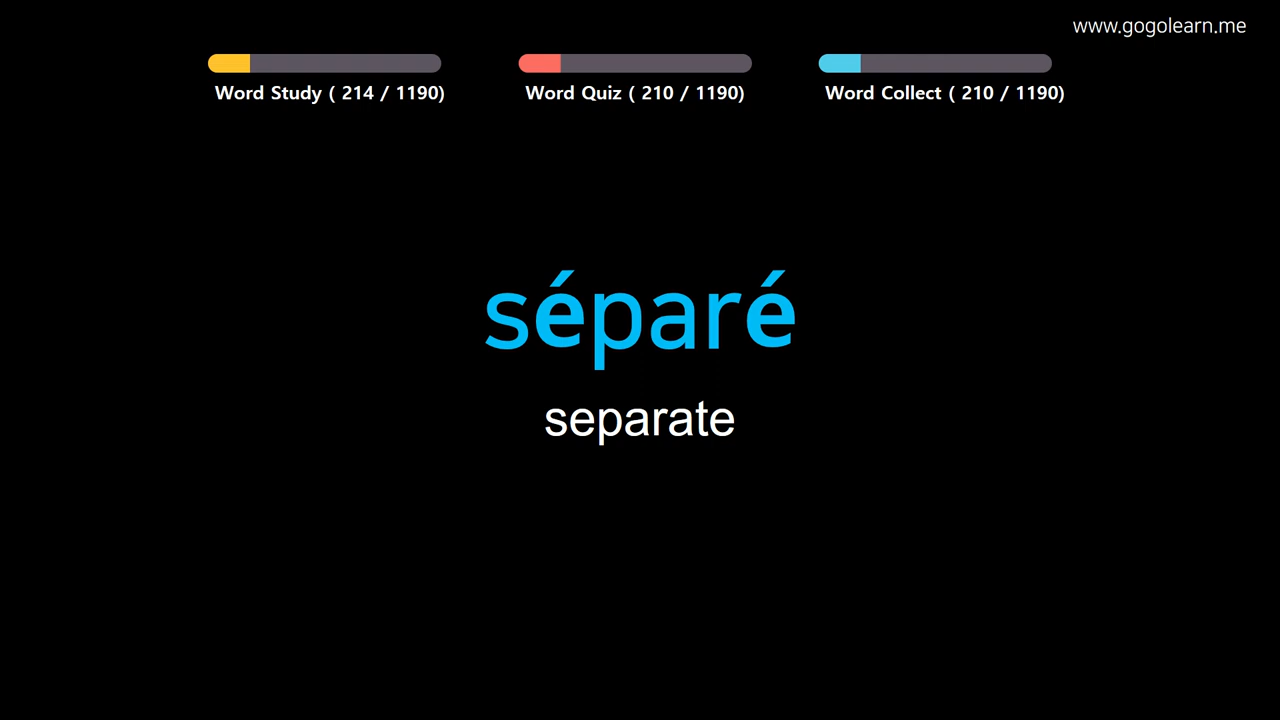 www.gogolearn.me
Word Study ( 214 / 1190)
Word Quiz ( 210 / 1190)
Word Collect ( 210 / 1190)
séparé
separate